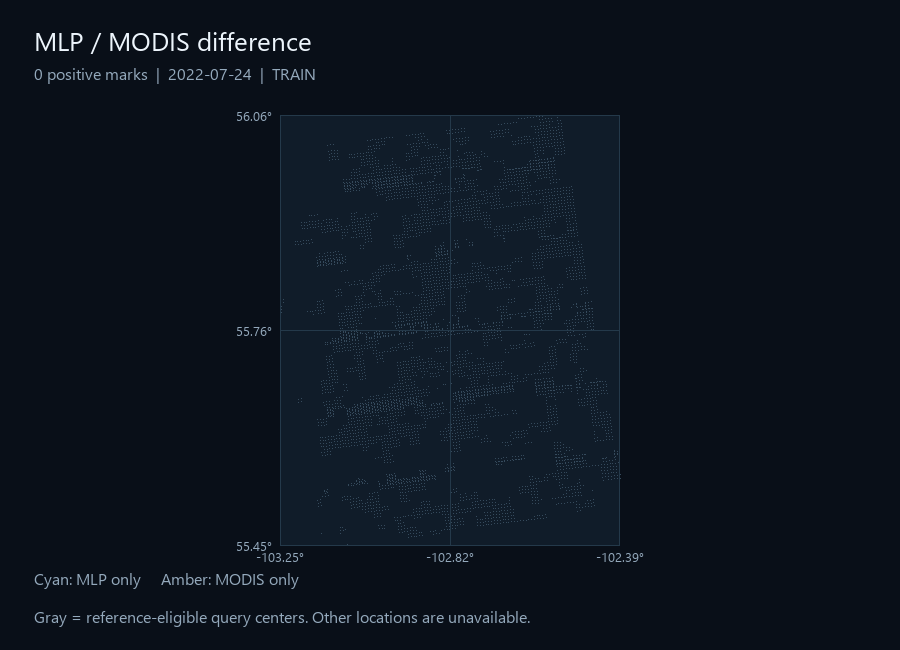 MLP / MODIS difference
0 positive marks | 2022-07-24 | TRAIN
56.06°
55.76°
55.45°
-103.25° -102.82° -102.39°
Cyan: MLP only Amber: MODIS only
Gray = reference-eligible query centers. Other locations are unavailable.